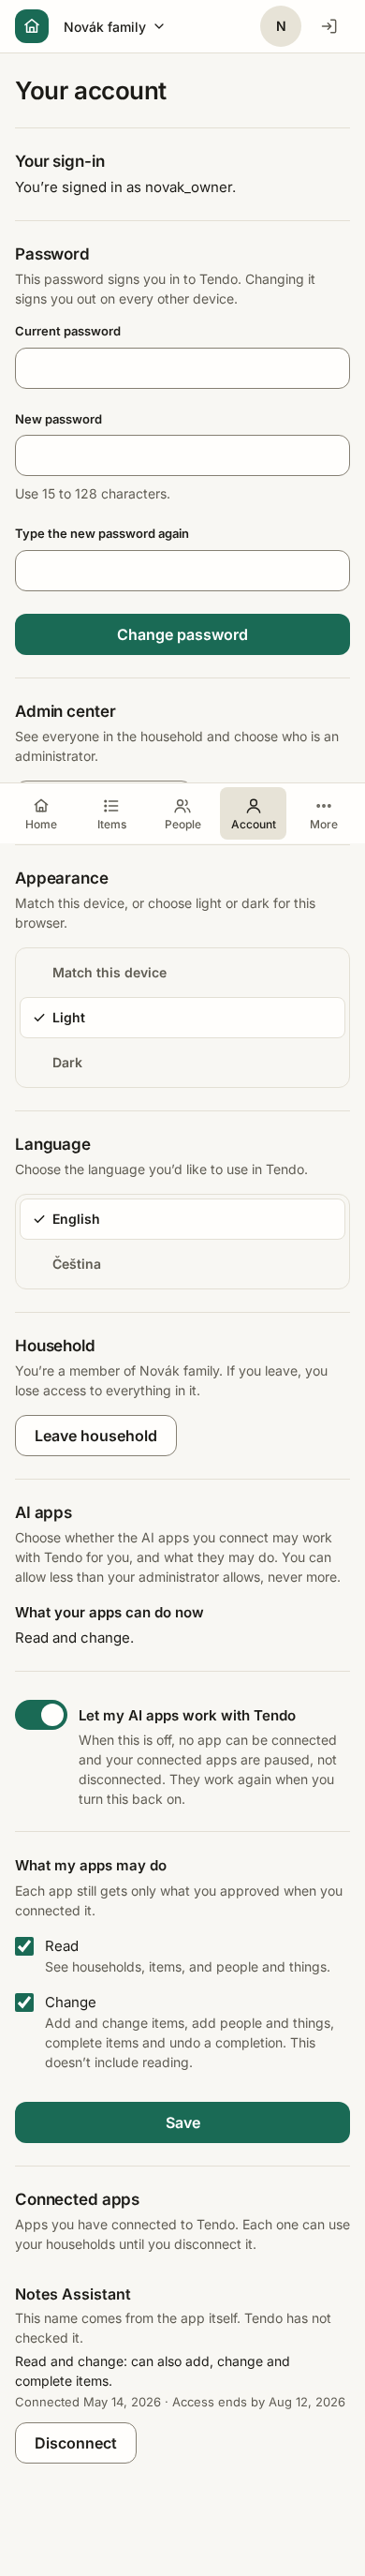 Novák family
N
Your account
Your sign-in
You’re signed in as novak_owner.
Password
This password signs you in to Tendo. Changing it
signs you out on every other device.
Current password
New password
Use 15 to 128 characters.
Type the new password again
Change password
Admin center
See everyone in the household and choose who is an
administrator.
Home
Items
People
Account
More
Appearance
Match this device, or choose light or dark for this
browser.
Match this device
Light
Dark
Language
Choose the language you’d like to use in Tendo.
English
Čeština
Household
You’re a member of Novák family. If you leave, you
lose access to everything in it.
Leave household
AI apps
Choose whether the AI apps you connect may work
with Tendo for you, and what they may do. You can
allow less than your administrator allows, never more.
What your apps can do now
Read and change.
Let my AI apps work with Tendo
When this is off, no app can be connected
and your connected apps are paused, not
disconnected. They work again when you
turn this back on.
What my apps may do
Each app still gets only what you approved when you
connected it.
Read
See households, items, and people and things.
Change
Add and change items, add people and things,
complete items and undo a completion. This
doesn’t include reading.
Save
Connected apps
Apps you have connected to Tendo. Each one can use
your households until you disconnect it.
Notes Assistant
This name comes from the app itself. Tendo has not
checked it.
Read and change: can also add, change and
complete items.
Connected May 14, 2026 · Access ends by Aug 12, 2026
Disconnect